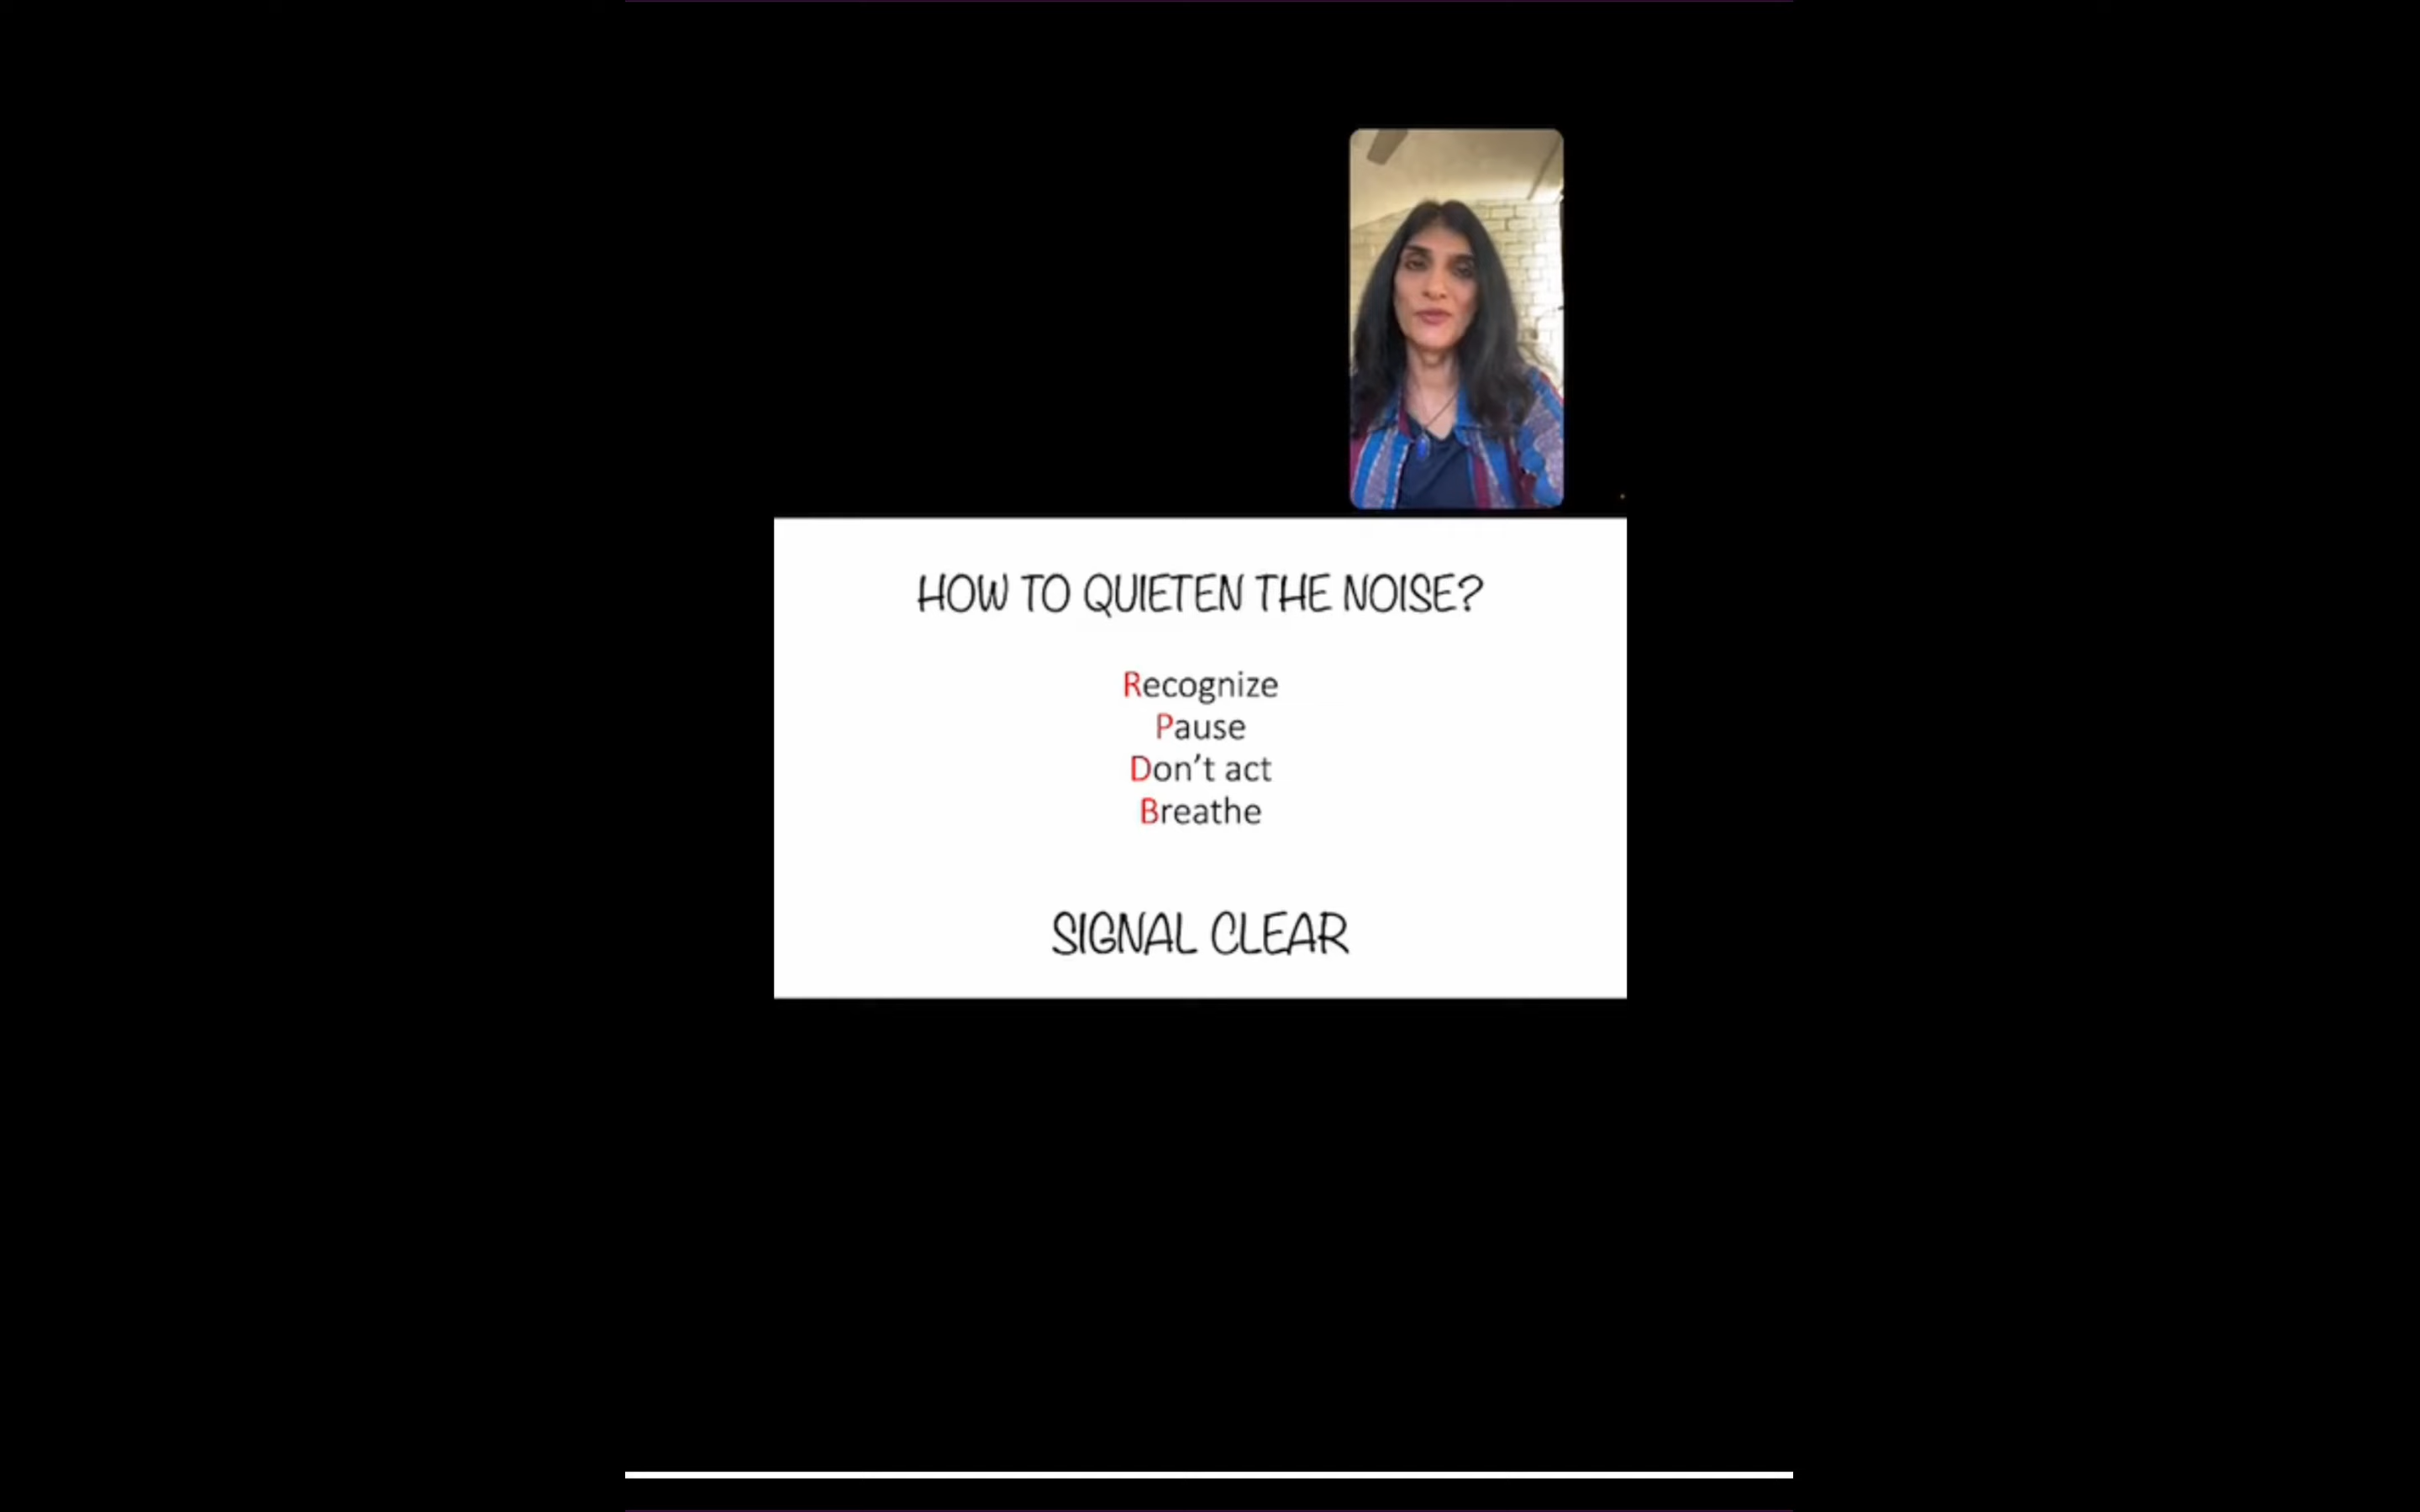 HOW TO QUIETEN THE NOISE?
Recognize
Pause
Don't act
Breathe
SIGNAL CLEAR